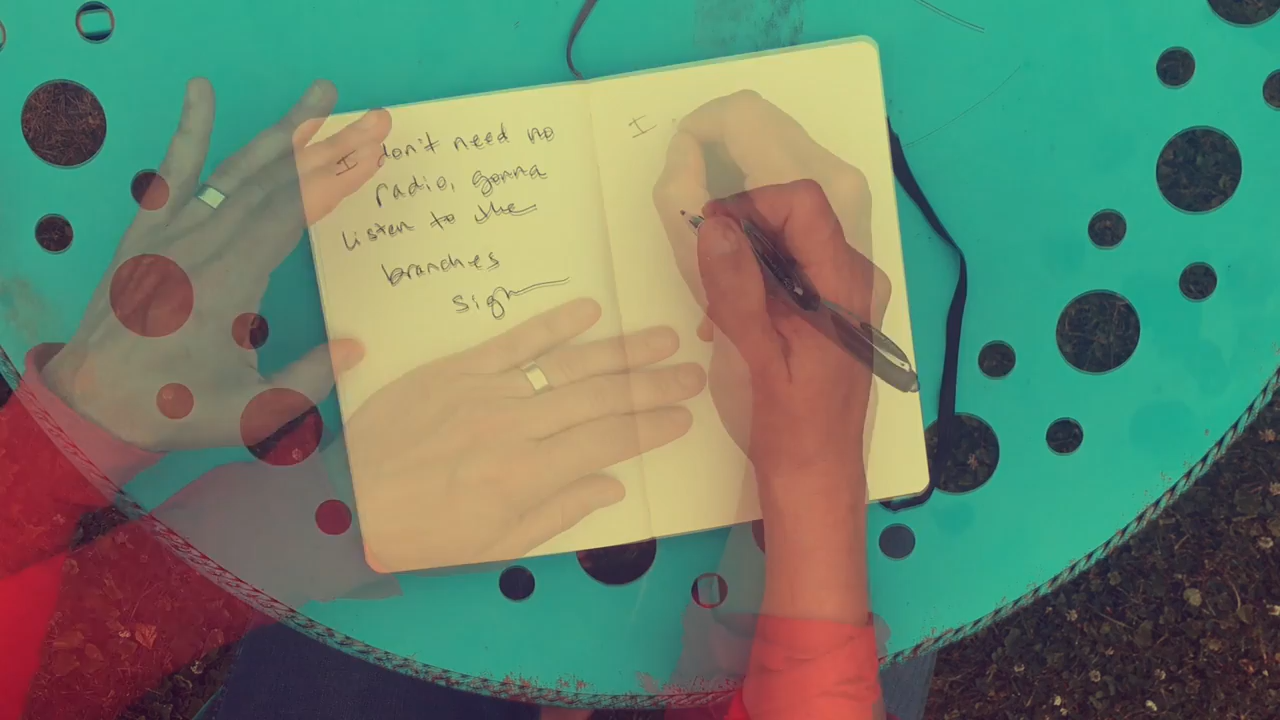 I don't need no
radio, gonna
listen to the
branches
sigh
I